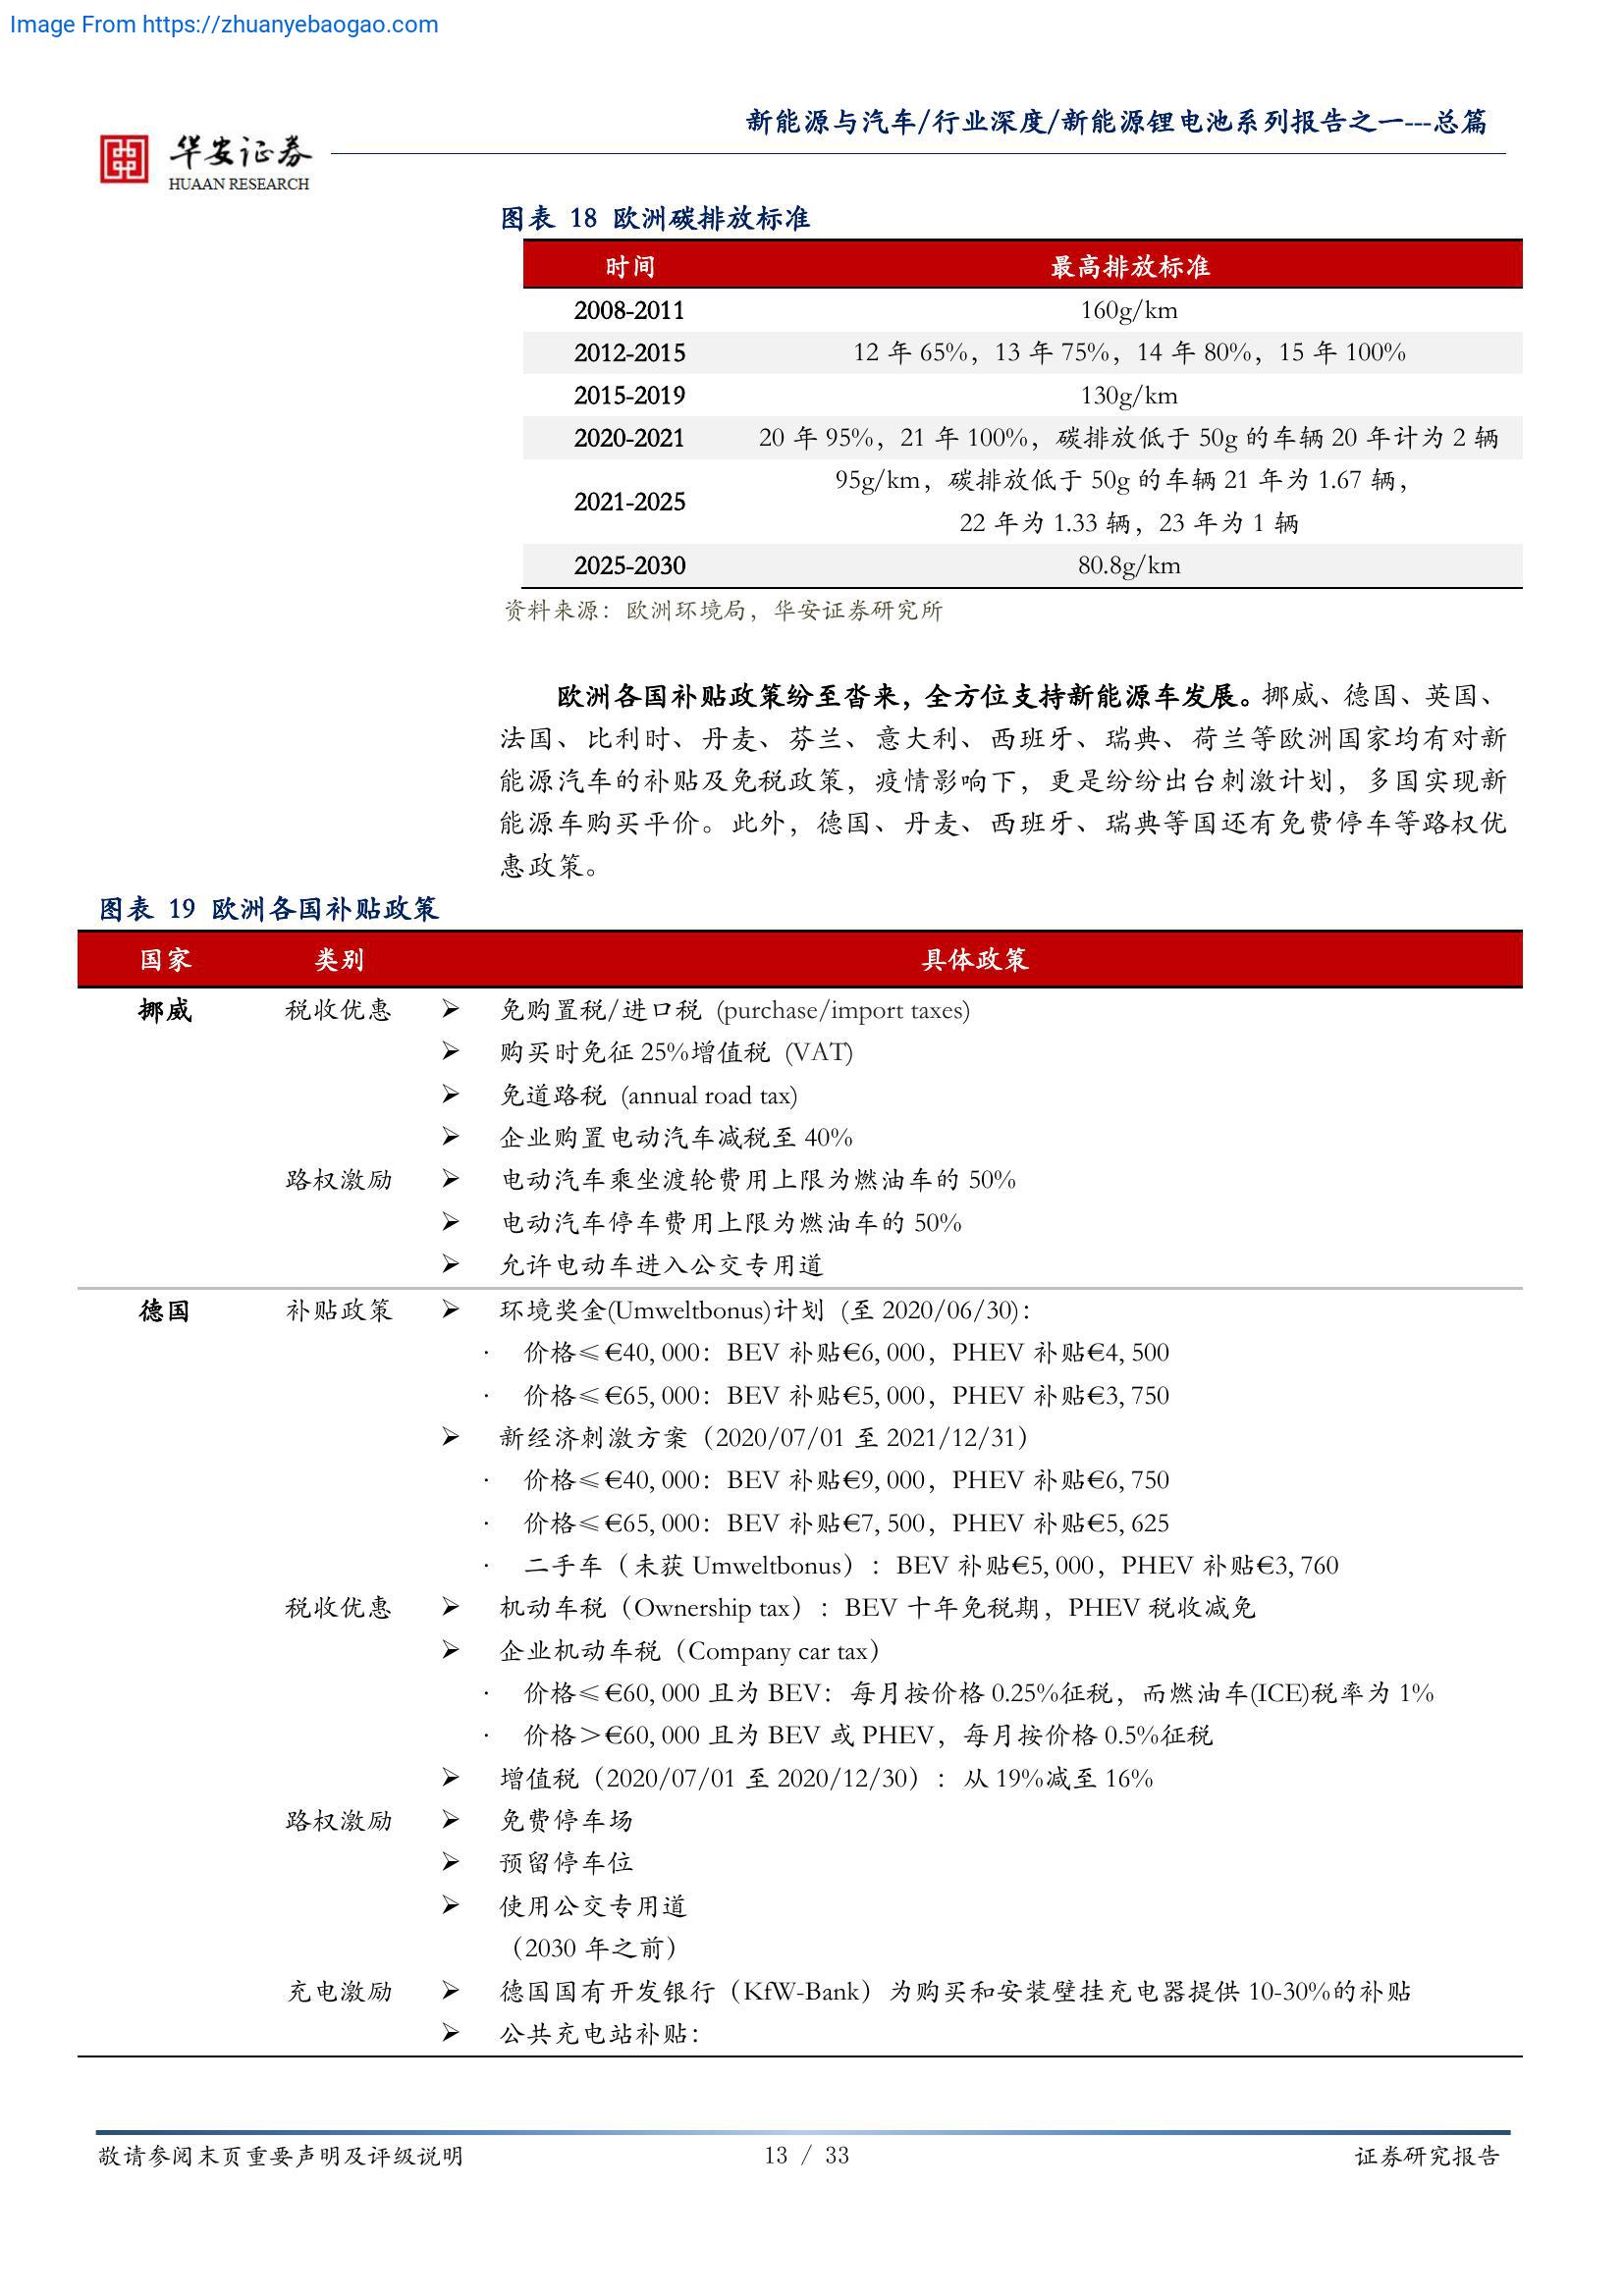 Image From https://zhuanyebaogao.com
新能源与汽车/行业深度/新能源锂电池系列报告之一---总篇
华安证券
HUAAN RESEARCH
图表 18 欧洲碳排放标准
时间 最高排放标准
2008-2011 160g/km
2012-2015 12 年 65%，13 年 75%，14 年 80%，15 年 100%
2015-2019 130g/km
2020-2021 20 年 95%，21 年 100%，碳排放低于 50g 的车辆 20 年计为 2 辆
2021-2025 95g/km，碳排放低于 50g 的车辆 21 年为 1.67 辆，
22 年为 1.33 辆，23 年为 1 辆
2025-2030 80.8g/km
资料来源：欧洲环境局，华安证券研究所
欧洲各国补贴政策纷至沓来，全方位支持新能源车发展。挪威、德国、英国、
法国、比利时、丹麦、芬兰、意大利、西班牙、瑞典、荷兰等欧洲国家均有对新
能源汽车的补贴及免税政策，疫情影响下，更是纷纷出台刺激计划，多国实现新
能源车购买平价。此外，德国、丹麦、西班牙、瑞典等国还有免费停车等路权优
惠政策。
图表 19 欧洲各国补贴政策
国家 类别 具体政策
挪威 税收优惠 ➢ 免购置税/进口税 (purchase/import taxes)
➢ 购买时免征 25%增值税 (VAT)
➢ 免道路税 (annual road tax)
➢ 企业购置电动汽车减税至 40%
路权激励 ➢ 电动汽车乘坐渡轮费用上限为燃油车的 50%
➢ 电动汽车停车费用上限为燃油车的 50%
➢ 允许电动车进入公交专用道
德国 补贴政策 ➢ 环境奖金(Umweltbonus)计划 (至 2020/06/30)：
· 价格≤€40,000：BEV 补贴€6,000，PHEV 补贴€4,500
· 价格≤€65,000：BEV 补贴€5,000，PHEV 补贴€3,750
➢ 新经济刺激方案（2020/07/01 至 2021/12/31）
· 价格≤€40,000：BEV 补贴€9,000，PHEV 补贴€6,750
· 价格≤€65,000：BEV 补贴€7,500，PHEV 补贴€5,625
· 二手车（未获 Umweltbonus）：BEV 补贴€5,000，PHEV 补贴€3,760
税收优惠 ➢ 机动车税（Ownership tax）：BEV 十年免税期，PHEV 税收减免
➢ 企业机动车税（Company car tax）
· 价格≤€60,000 且为 BEV：每月按价格 0.25%征税，而燃油车(ICE)税率为 1%
· 价格＞€60,000 且为 BEV 或 PHEV，每月按价格 0.5%征税
➢ 增值税（2020/07/01 至 2020/12/30）：从 19%减至 16%
路权激励 ➢ 免费停车场
➢ 预留停车位
➢ 使用公交专用道
（2030 年之前）
充电激励 ➢ 德国国有开发银行（KfW-Bank）为购买和安装壁挂充电器提供 10-30%的补贴
➢ 公共充电站补贴：
敬请参阅末页重要声明及评级说明 13 / 33 证券研究报告